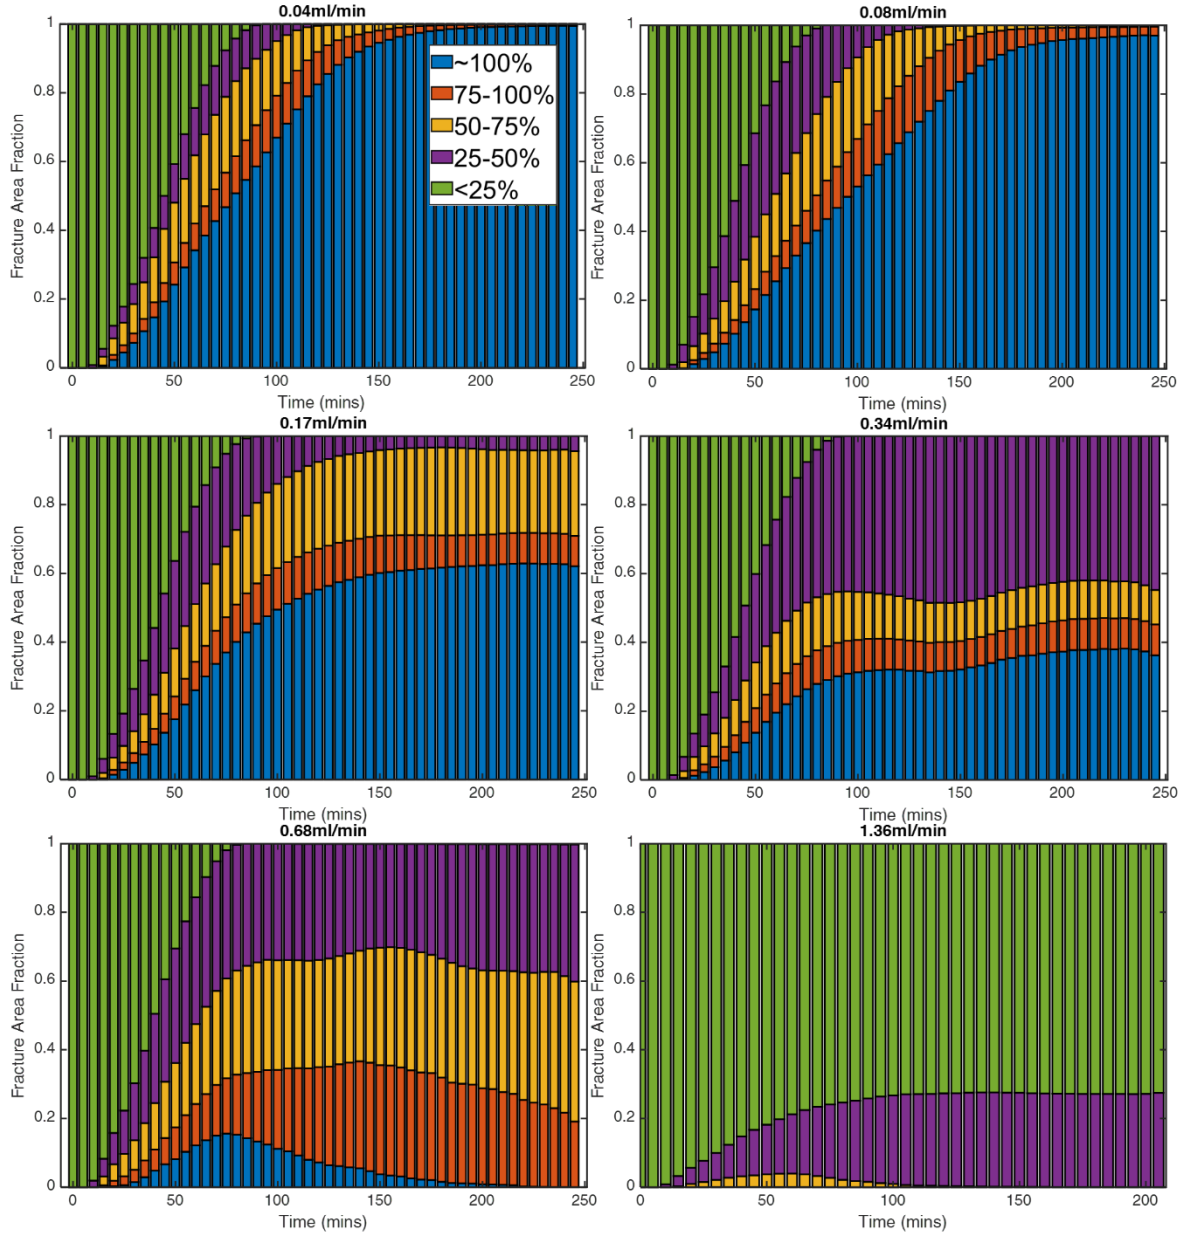 0.04ml/min
1
0.8
0.6
0.4
0.2
0
Fracture Area Fraction
~100%
75-100%
50-75%
25-50%
<25%
0 50 100 150 200 250
Time (mins)
0.08ml/min
1
0.8
0.6
0.4
0.2
0
Fracture Area Fraction
0 50 100 150 200 250
Time (mins)
0.17ml/min
1
0.8
0.6
0.4
0.2
0
Fracture Area Fraction
0 50 100 150 200 250
Time (mins)
0.34ml/min
1
0.8
0.6
0.4
0.2
0
Fracture Area Fraction
0 50 100 150 200 250
Time (mins)
0.68ml/min
1
0.8
0.6
0.4
0.2
0
Fracture Area Fraction
0 50 100 150 200 250
Time (mins)
1.36ml/min
1
0.8
0.6
0.4
0.2
0
Fracture Area Fraction
0 50 100 150 200
Time (mins)